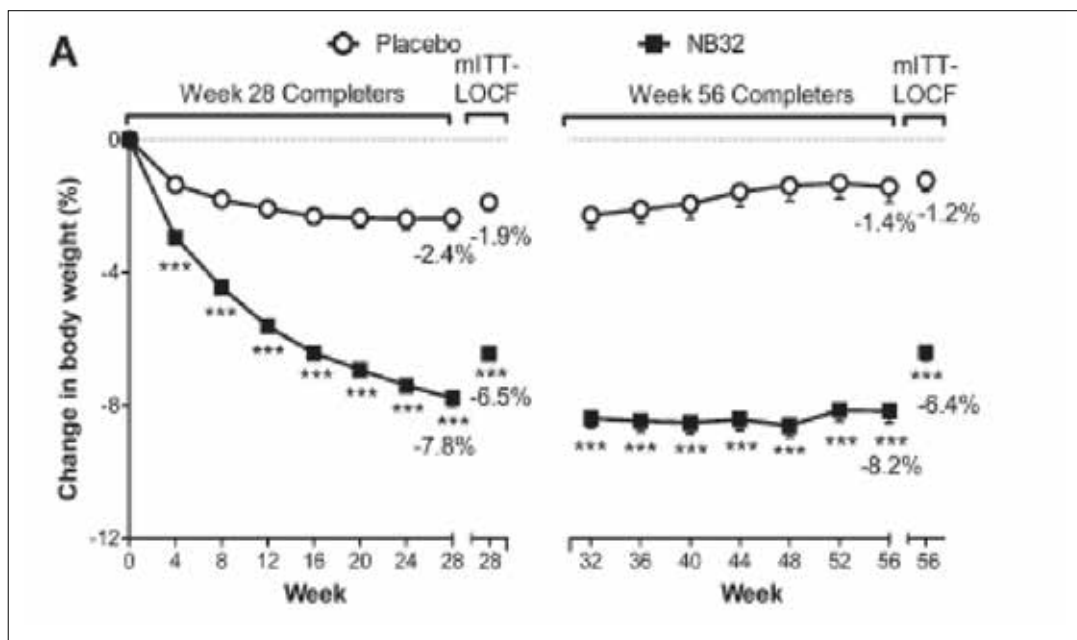 A
Placebo
NB32
Week 28 Completers
mITT-
LOCF
Week 56 Completers
mITT-
LOCF
Change in body weight (%)
0
-4
-8
-12
-2.4%
-1.9%
-1.4%
-1.2%
***
***
***
***
***
***
***
***
-6.5%
-7.8%
***
***
***
***
***
***
***
***
-6.4%
-8.2%
0 4 8 12 16 20 24 28 28
32 36 40 44 48 52 56 56
Week
Week